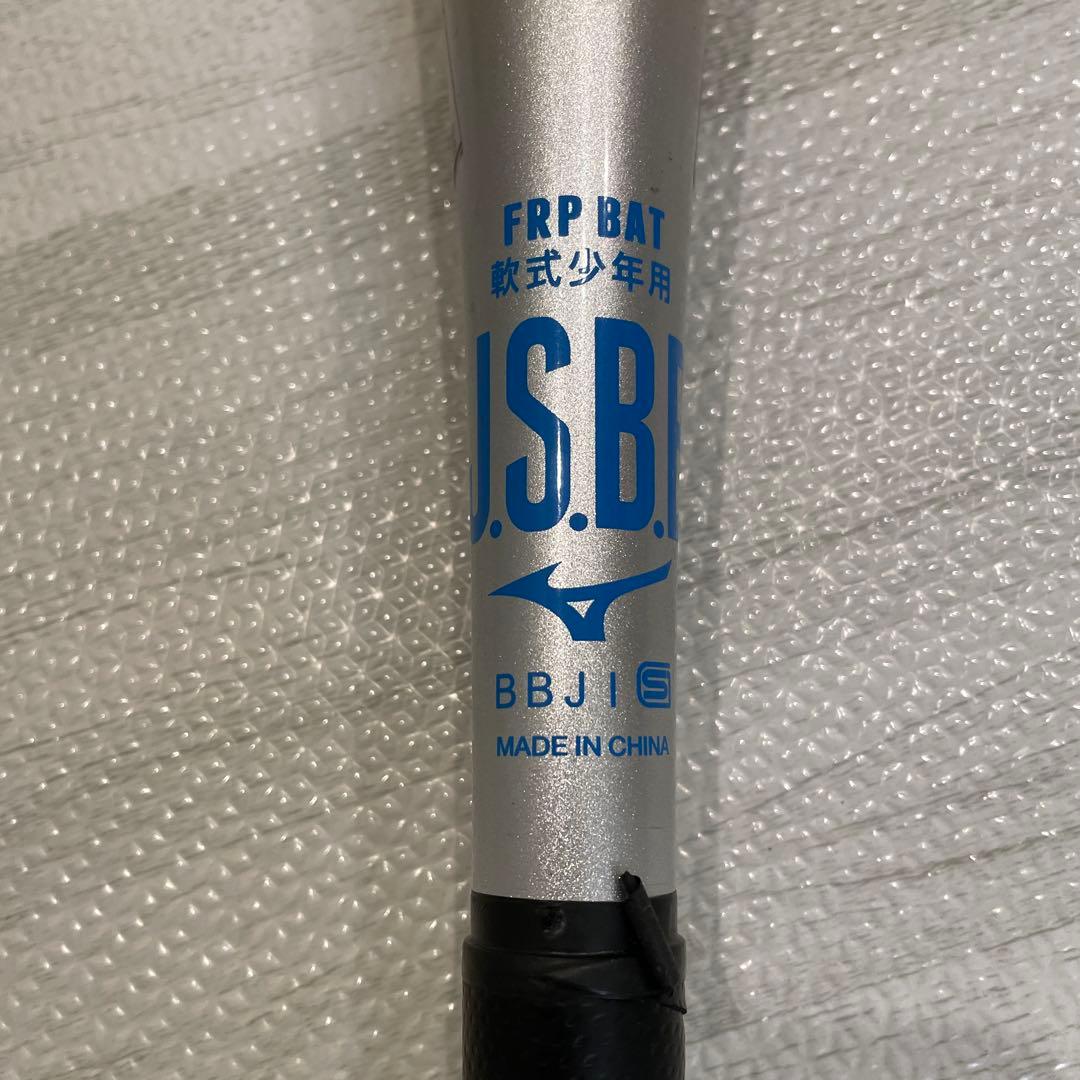 FRP BAT
軟式少年用
J.S.B.B
BBJI S
MADE IN CHINA